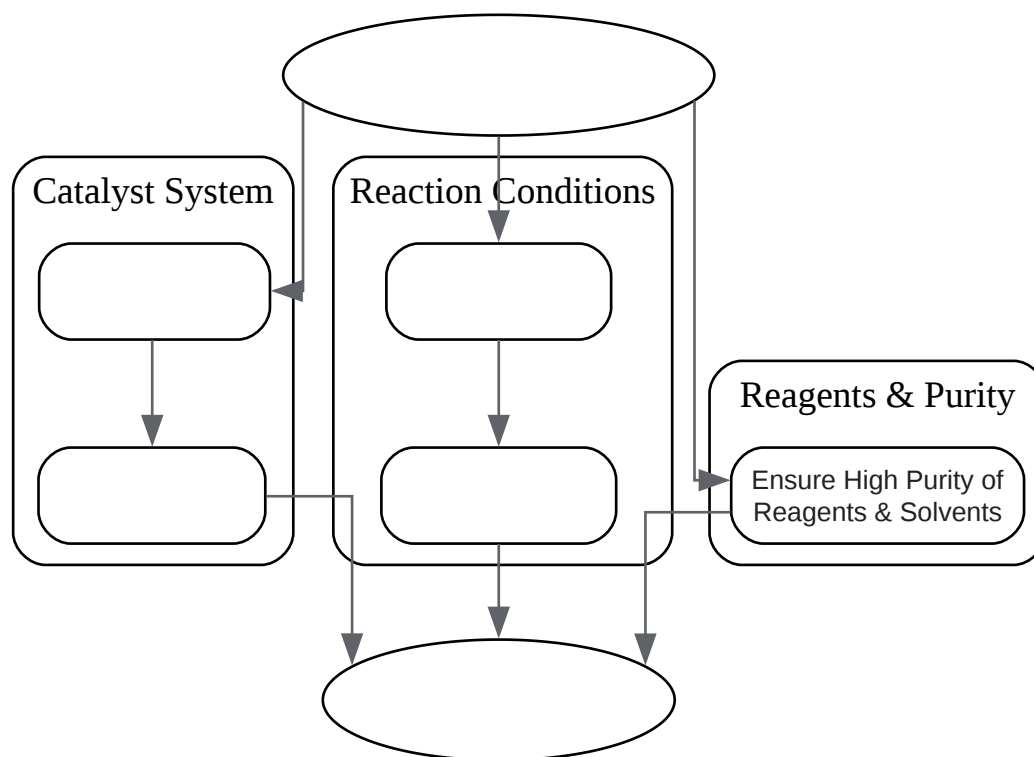 Catalyst System
Reaction Conditions
Reagents & Purity
Ensure High Purity of
Reagents & Solvents